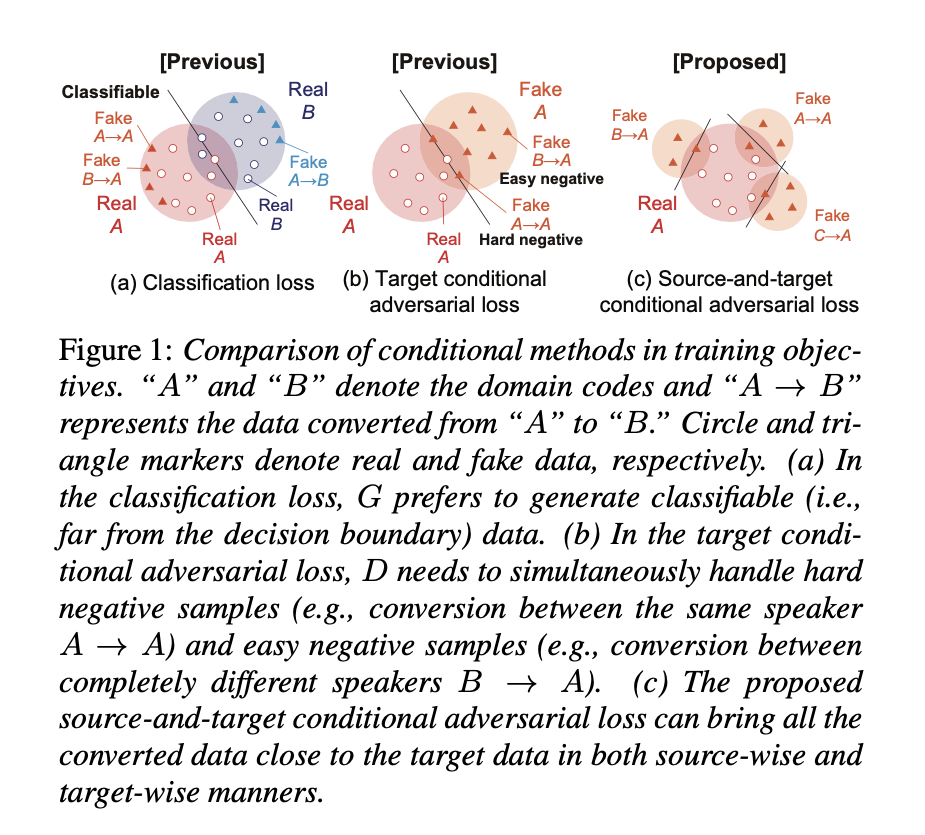 [Previous]
[Previous]
[Proposed]
Classifiable
Real
B
Fake
A→A
Fake
B→A
Real
A
Fake
A→B
Real
B
Real
A
(a) Classification loss
Fake
A
Fake
B→A
Easy negative
Fake
A→A
Real
A
Real
A
Hard negative
(b) Target conditional
adversarial loss
Fake
B→A
Fake
A→A
Real
A
Fake
C→A
(c) Source-and-target
conditional adversarial loss
Figure 1: Comparison of conditional methods in training objec-
tives. “A” and “B” denote the domain codes and “A → B”
represents the data converted from “A” to “B.” Circle and tri-
angle markers denote real and fake data, respectively. (a) In
the classification loss, G prefers to generate classifiable (i.e.,
far from the decision boundary) data. (b) In the target condi-
tional adversarial loss, D needs to simultaneously handle hard
negative samples (e.g., conversion between the same speaker
A → A) and easy negative samples (e.g., conversion between
completely different speakers B → A). (c) The proposed
source-and-target conditional adversarial loss can bring all the
converted data close to the target data in both source-wise and
target-wise manners.